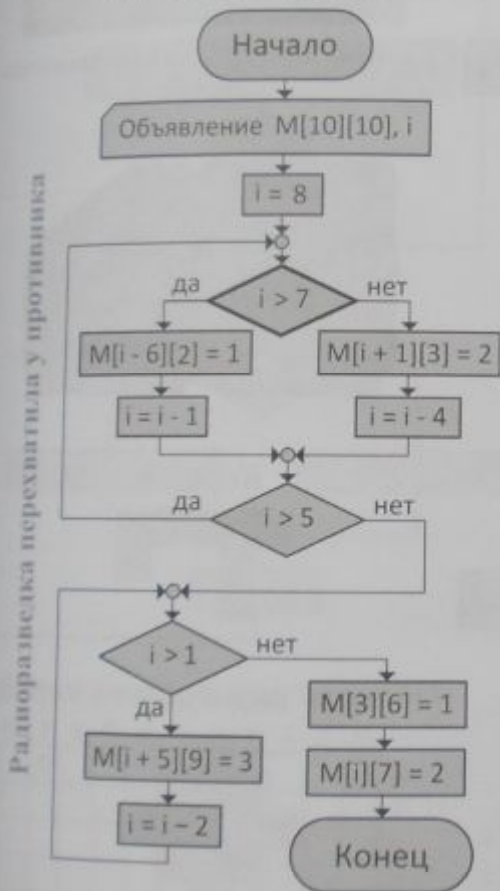 Радиоразведка перехватила у противника
Начало
Объявление M[10][10], i
i = 8
i > 7
да
нет
M[i - 6][2] = 1
M[i + 1][3] = 2
i = i - 1
i = i - 4
i > 5
да
нет
i > 1
нет
да
M[3][6] = 1
M[i + 5][9] = 3
M[i][7] = 2
i = i – 2
Конец